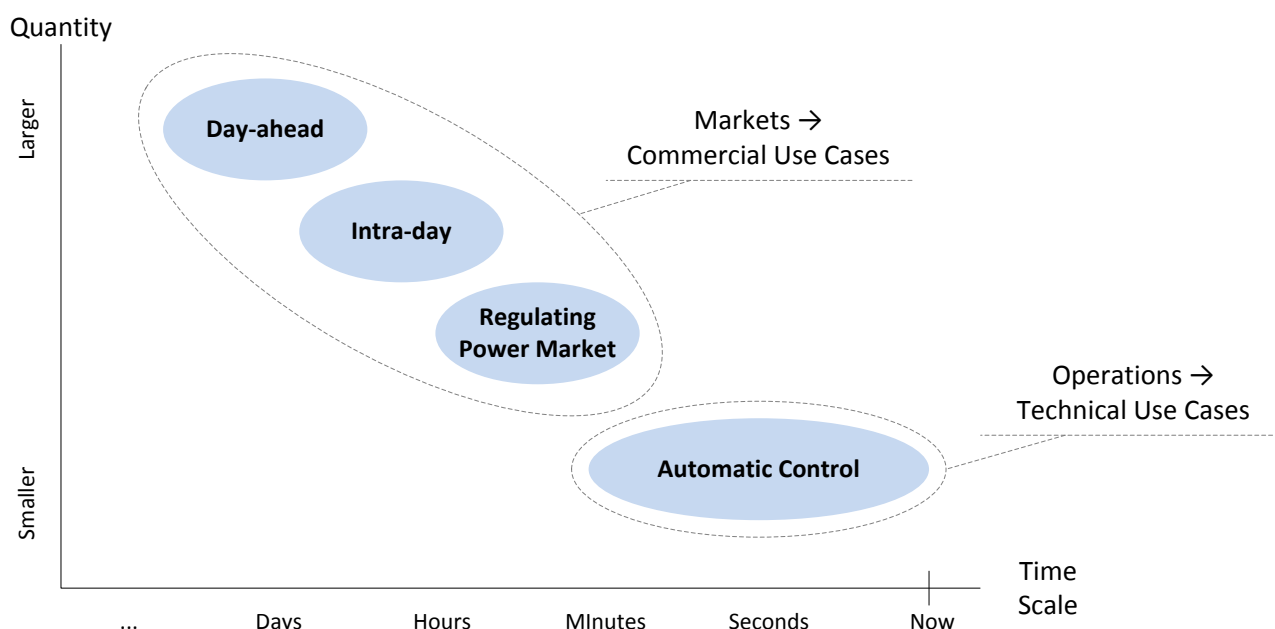 Quantity
Larger
Smaller
Day-ahead
Intra-day
Regulating
Power Market
Automatic Control
Markets →
Commercial Use Cases
Operations →
Technical Use Cases
Time
Scale
... Days Hours MInutes Seconds Now